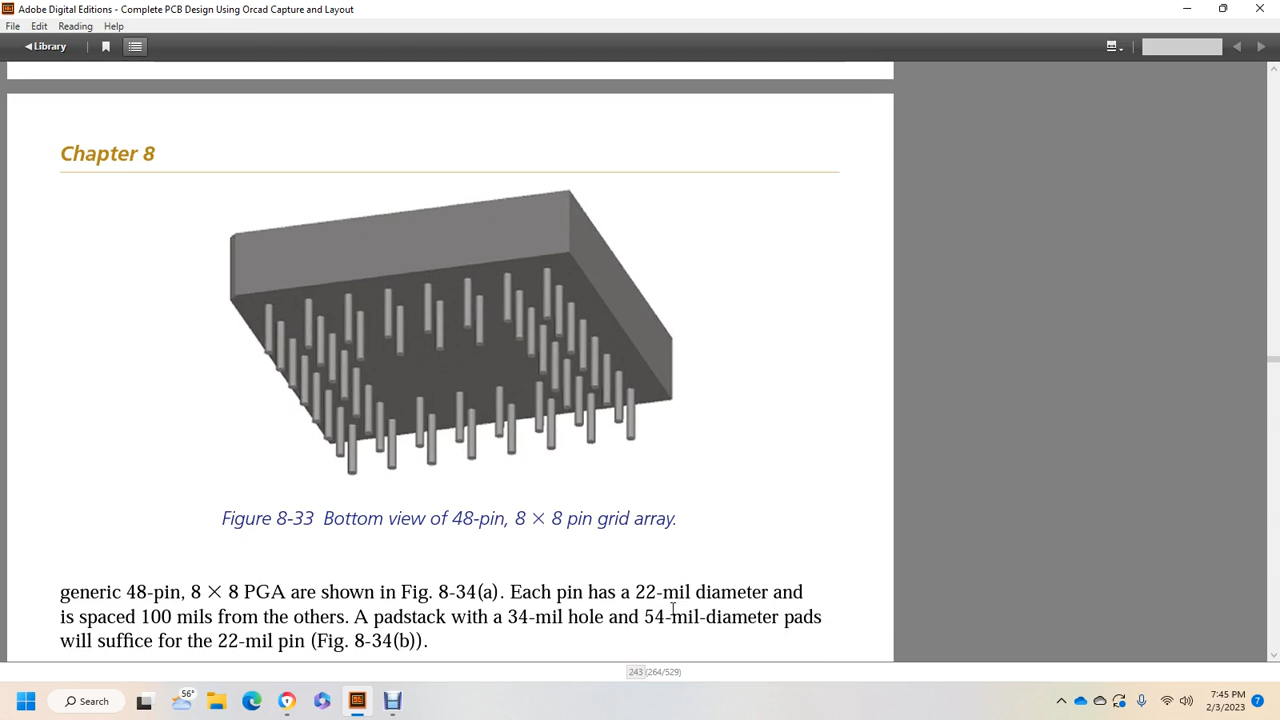 Adobe Digital Editions - Complete PCB Design Using Orcad Capture and Layout
File Edit Reading Help
Library
Chapter 8
Figure 8-33 Bottom view of 48-pin, 8 × 8 pin grid array.
generic 48-pin, 8 × 8 PGA are shown in Fig. 8-34(a). Each pin has a 22-mil diameter and
is spaced 100 mils from the others. A padstack with a 34-mil hole and 54-mil-diameter pads
will suffice for the 22-mil pin (Fig. 8-34(b)).
243 (264/529)
Search
56°
7:45 PM
2/3/2023
7